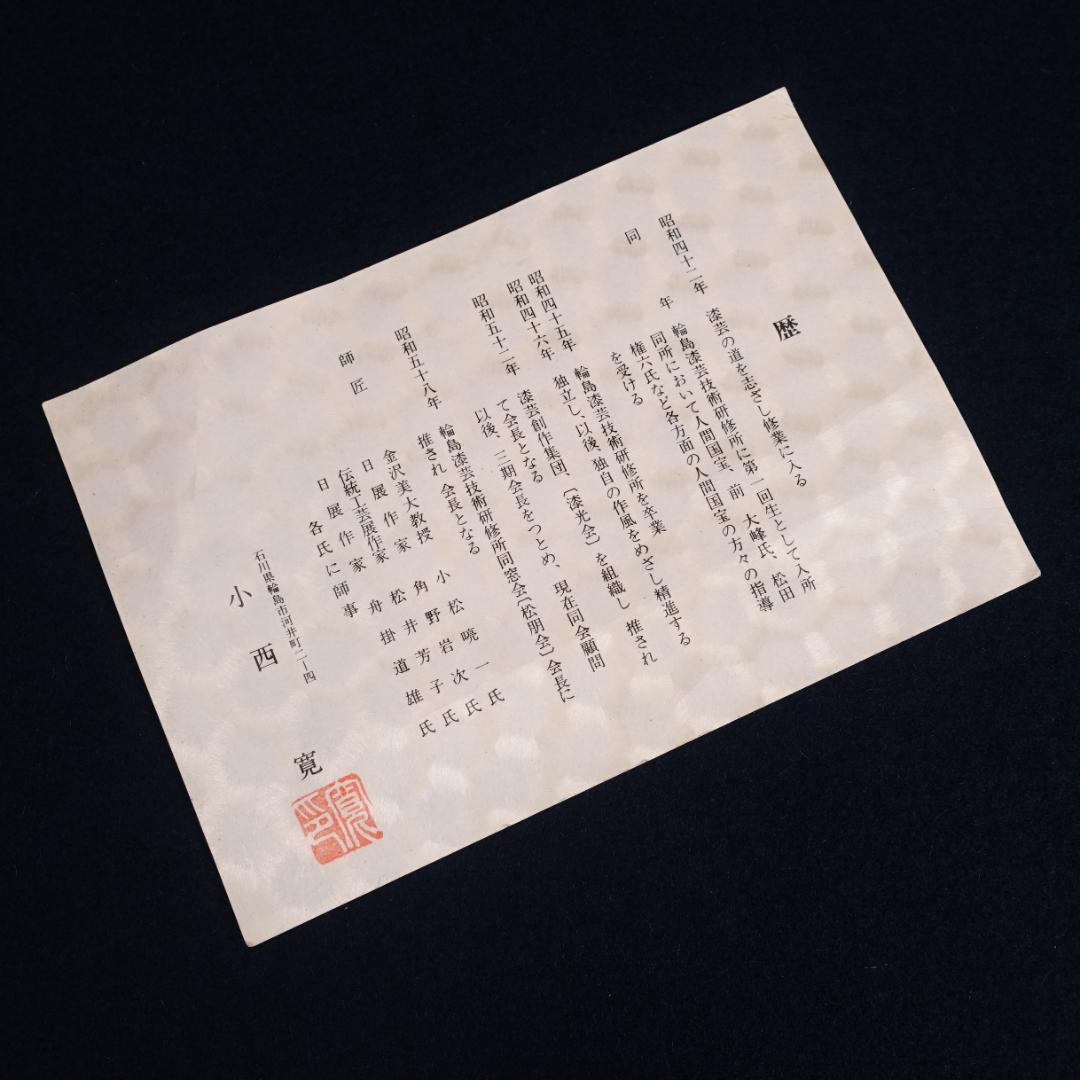 歴
昭和四十二年 漆芸の道を志ざし修業に入る
輪島漆芸技術研修所に第一回生として入所
同 年 同所において人間国宝、前 大峰氏、松田
権六氏など各方面の人間国宝の方々の指導
を受ける
昭和四十五年 輪島漆芸技術研修所を卒業
昭和四十六年 独立し、以後、独自の作風をめざし精進する
昭和五十二年 漆芸創作集団、〔漆光会〕を組織し 推され
て会長となる
以後、三期会長をつとめ、現在同会顧問
昭和五十八年 輪島漆芸技術研修所同窓会〔松朋会〕会長に
推され 会長となる
師匠 金沢美大教授 小松喨一氏
日展作家 角野岩次氏
伝統工芸展作家 松井芳子氏
日展作家 舟掛道雄氏
各氏に師事
石川県輪島市河井町二ー四
小西 寛
寛印